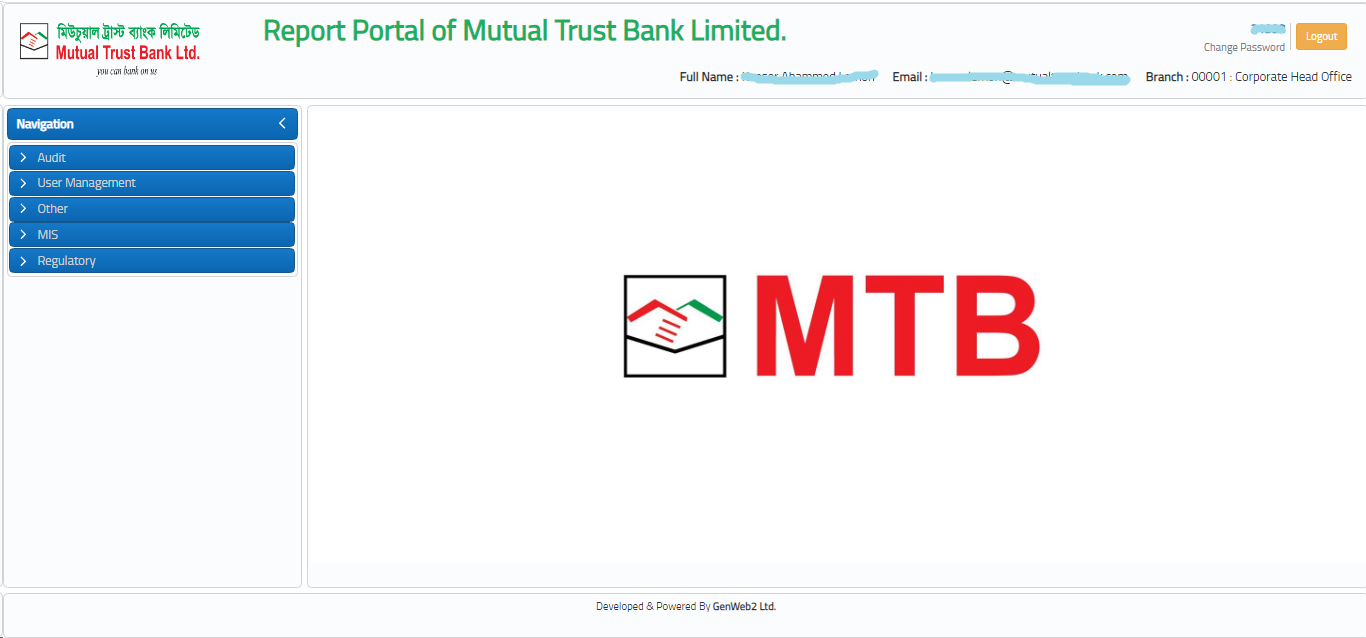 মিউচুয়াল ট্রাস্ট ব্যাংক লিমিটেড
Mutual Trust Bank Ltd.
you can bank on us
Report Portal of Mutual Trust Bank Limited.
Change Password
Logout
Full Name : Email : Branch : 00001 : Corporate Head Office
Navigation
Audit
User Management
Other
MIS
Regulatory
MTB
Developed & Powered By GenWeb2 Ltd.